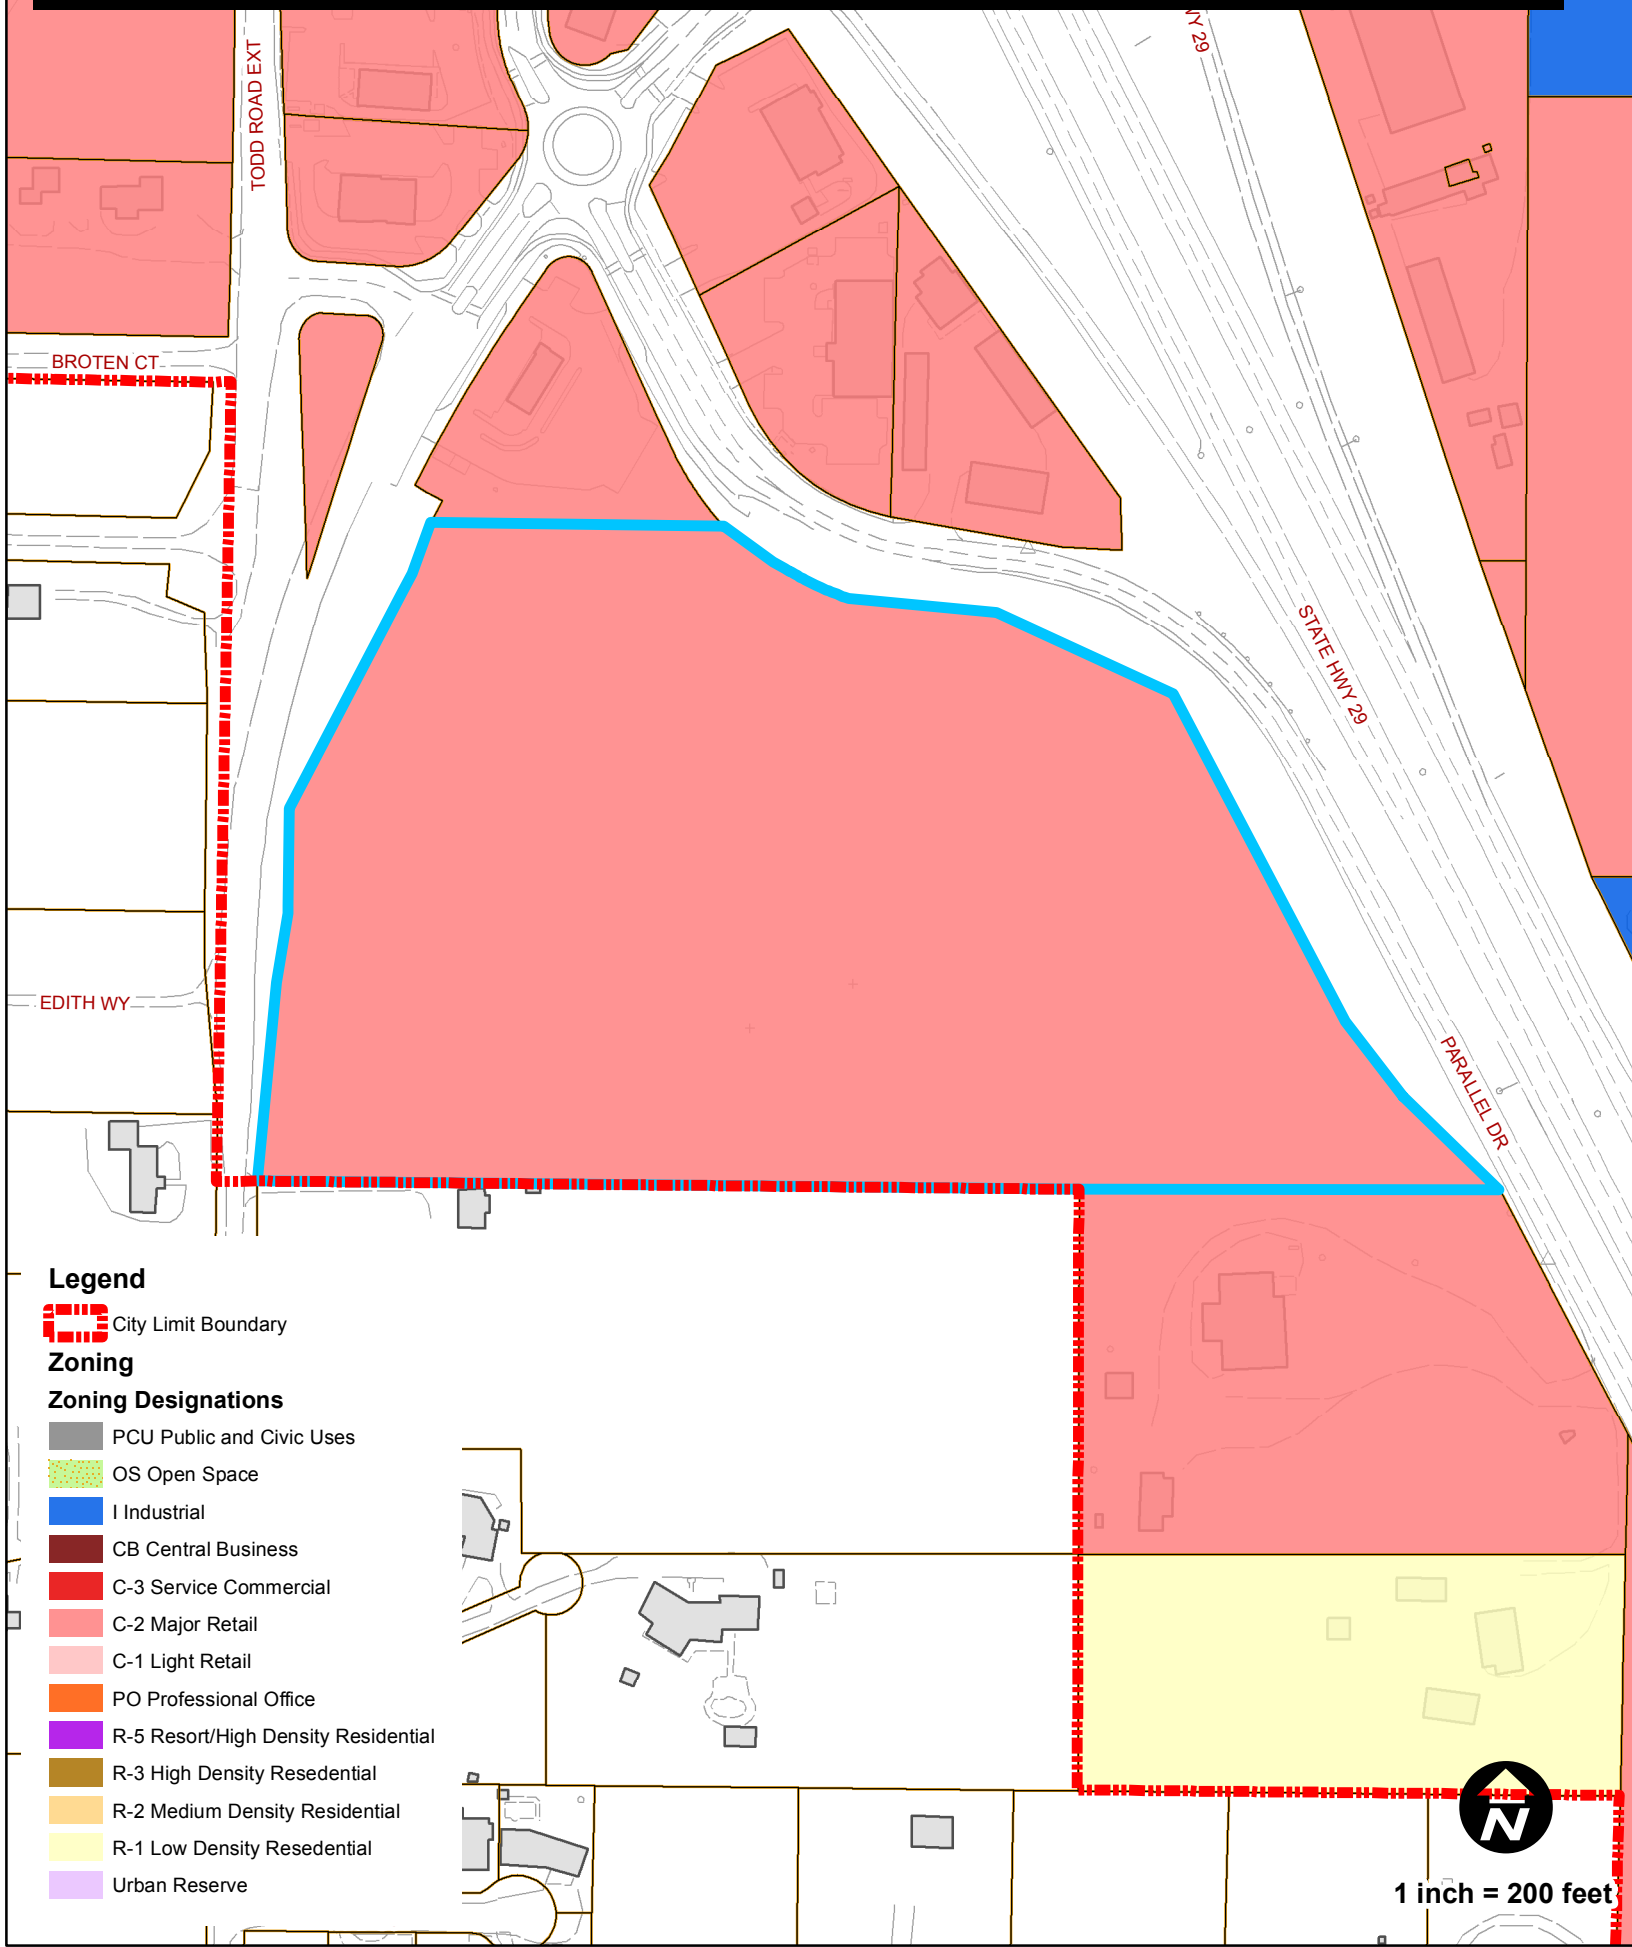 WY 29
TODD ROAD EXT
BROTEN CT
STATE HWY 29
EDITH WY
PARALLEL DR
Legend
City Limit Boundary
Zoning
Zoning Designations
PCU Public and Civic Uses
OS Open Space
I Industrial
CB Central Business
C-3 Service Commercial
C-2 Major Retail
C-1 Light Retail
PO Professional Office
R-5 Resort/High Density Residential
R-3 High Density Resedential
R-2 Medium Density Residential
R-1 Low Density Resedential
Urban Reserve
N
1 inch = 200 feet